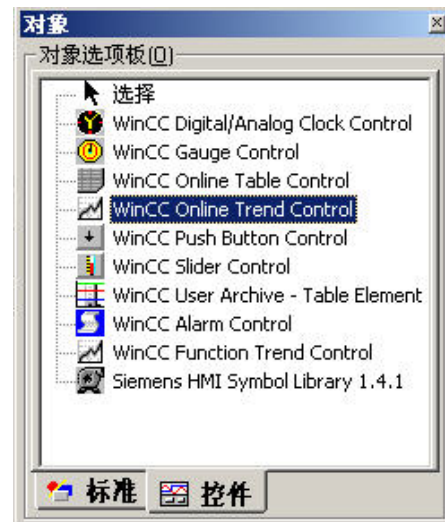 对象
对象选项板(O)
选择
WinCC Digital/Analog Clock Control
WinCC Gauge Control
WinCC Online Table Control
WinCC Online Trend Control
WinCC Push Button Control
WinCC Slider Control
WinCC User Archive - Table Element
WinCC Alarm Control
WinCC Function Trend Control
Siemens HMI Symbol Library 1.4.1
标准 控件